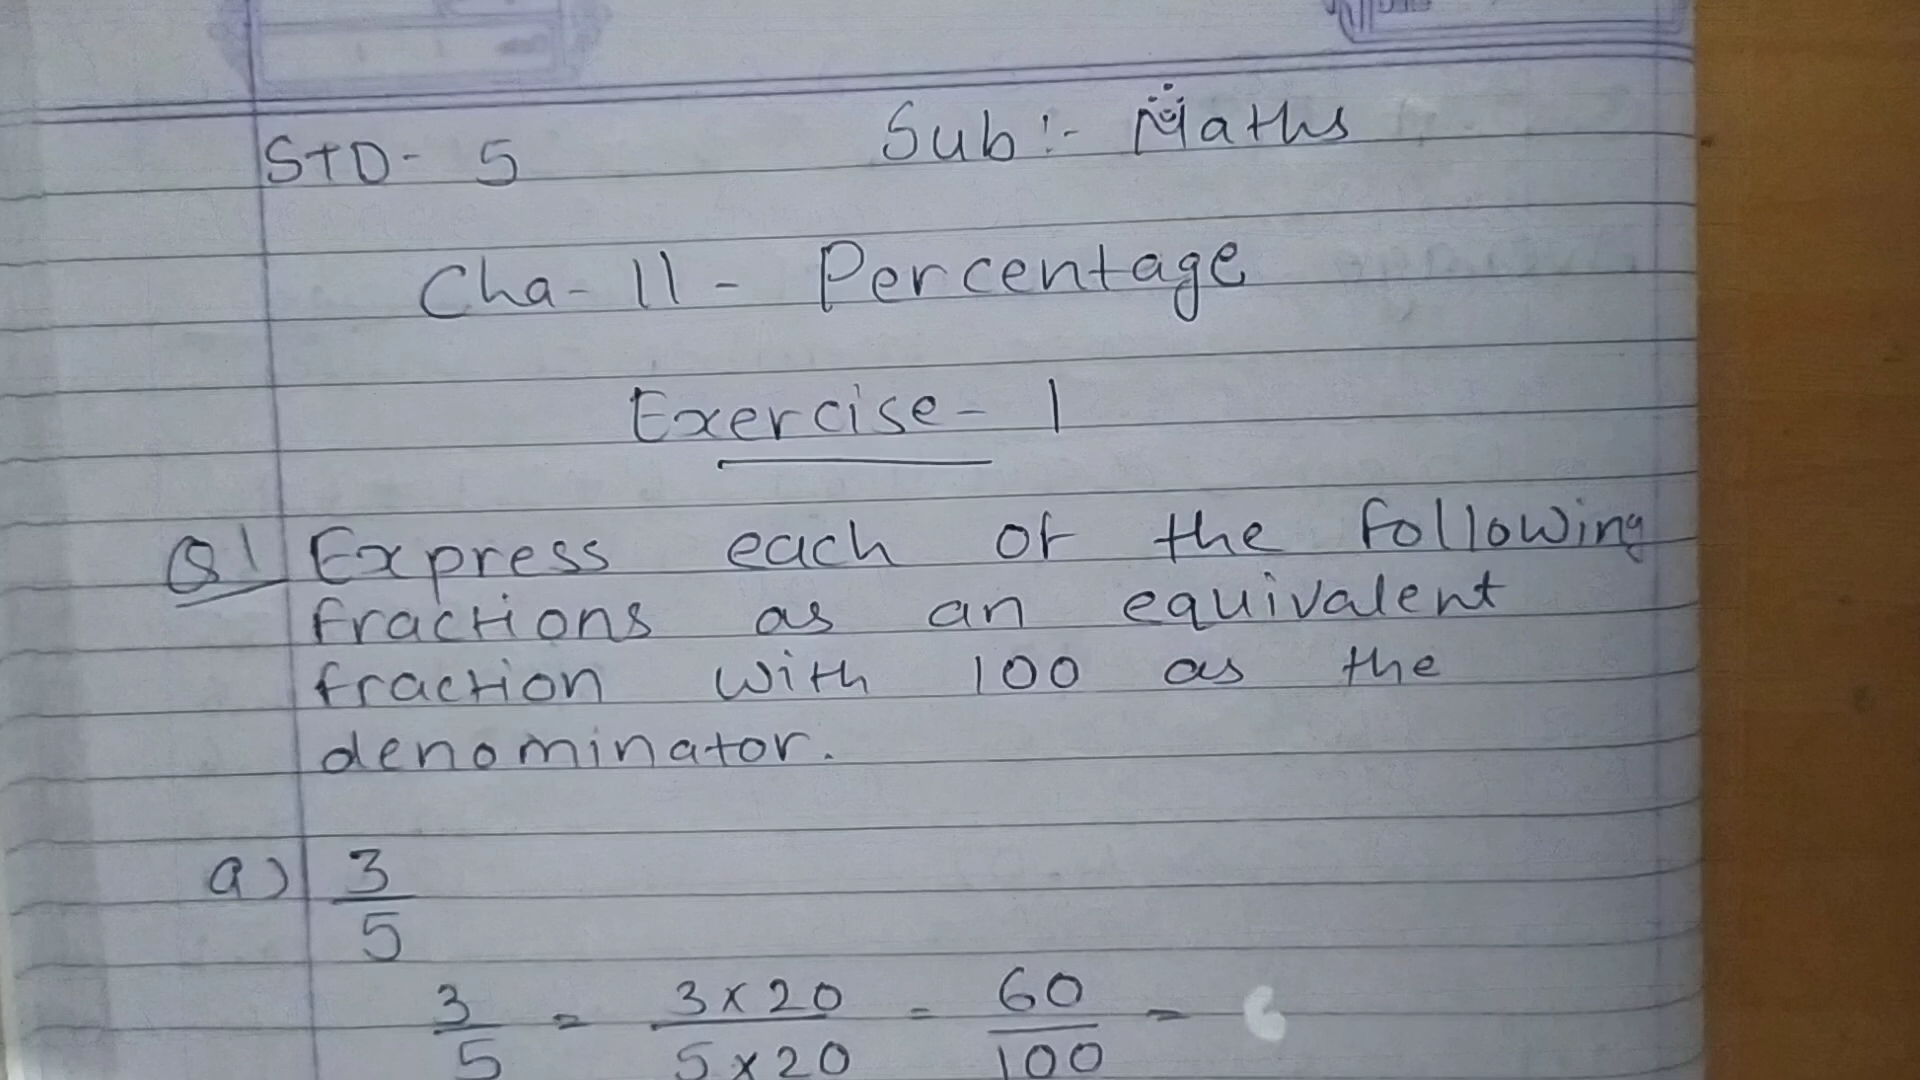 STD- 5 Sub:- Maths
Cha- 11 - Percentage
Exercise- 1
Q1 Express each of the following
fractions as an equivalent
fraction with 100 as the
denominator.
a) 3/5
3/5 = 3x20/5x20 = 60/100 =